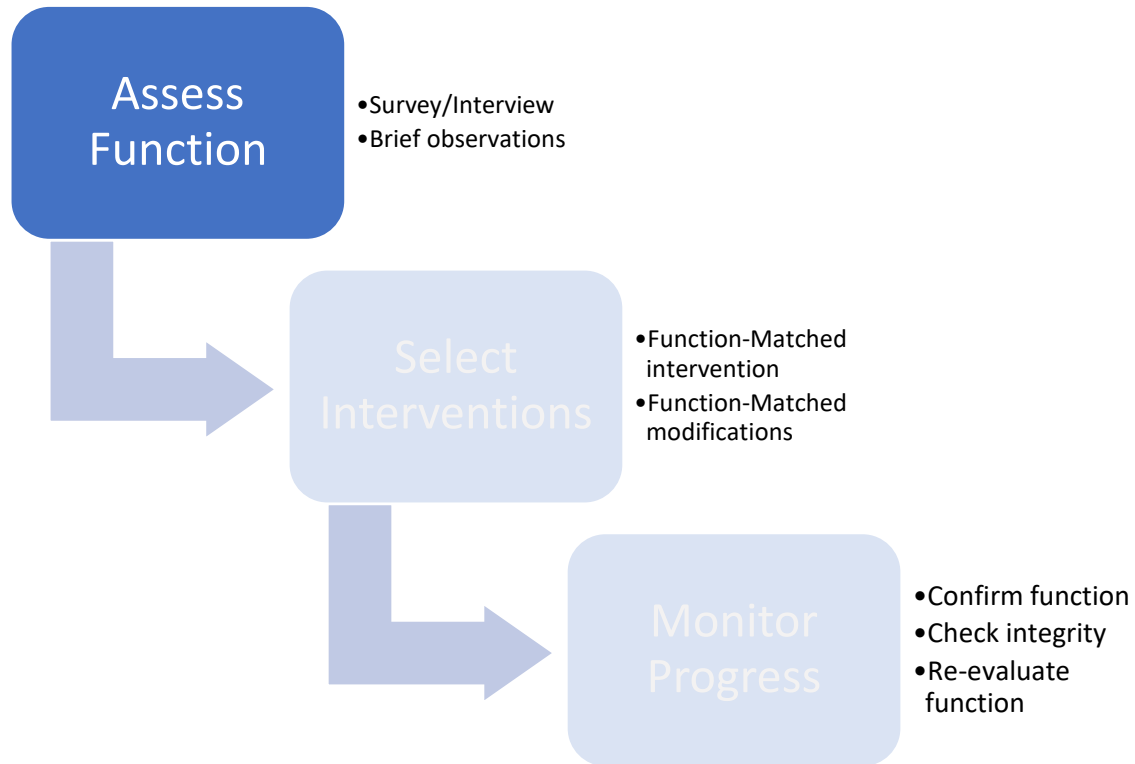 Assess
Function
•Survey/Interview
•Brief observations
Select
Interventions
•Function-Matched
intervention
•Function-Matched
modifications
Monitor
Progress
•Confirm function
•Check integrity
•Re-evaluate
function